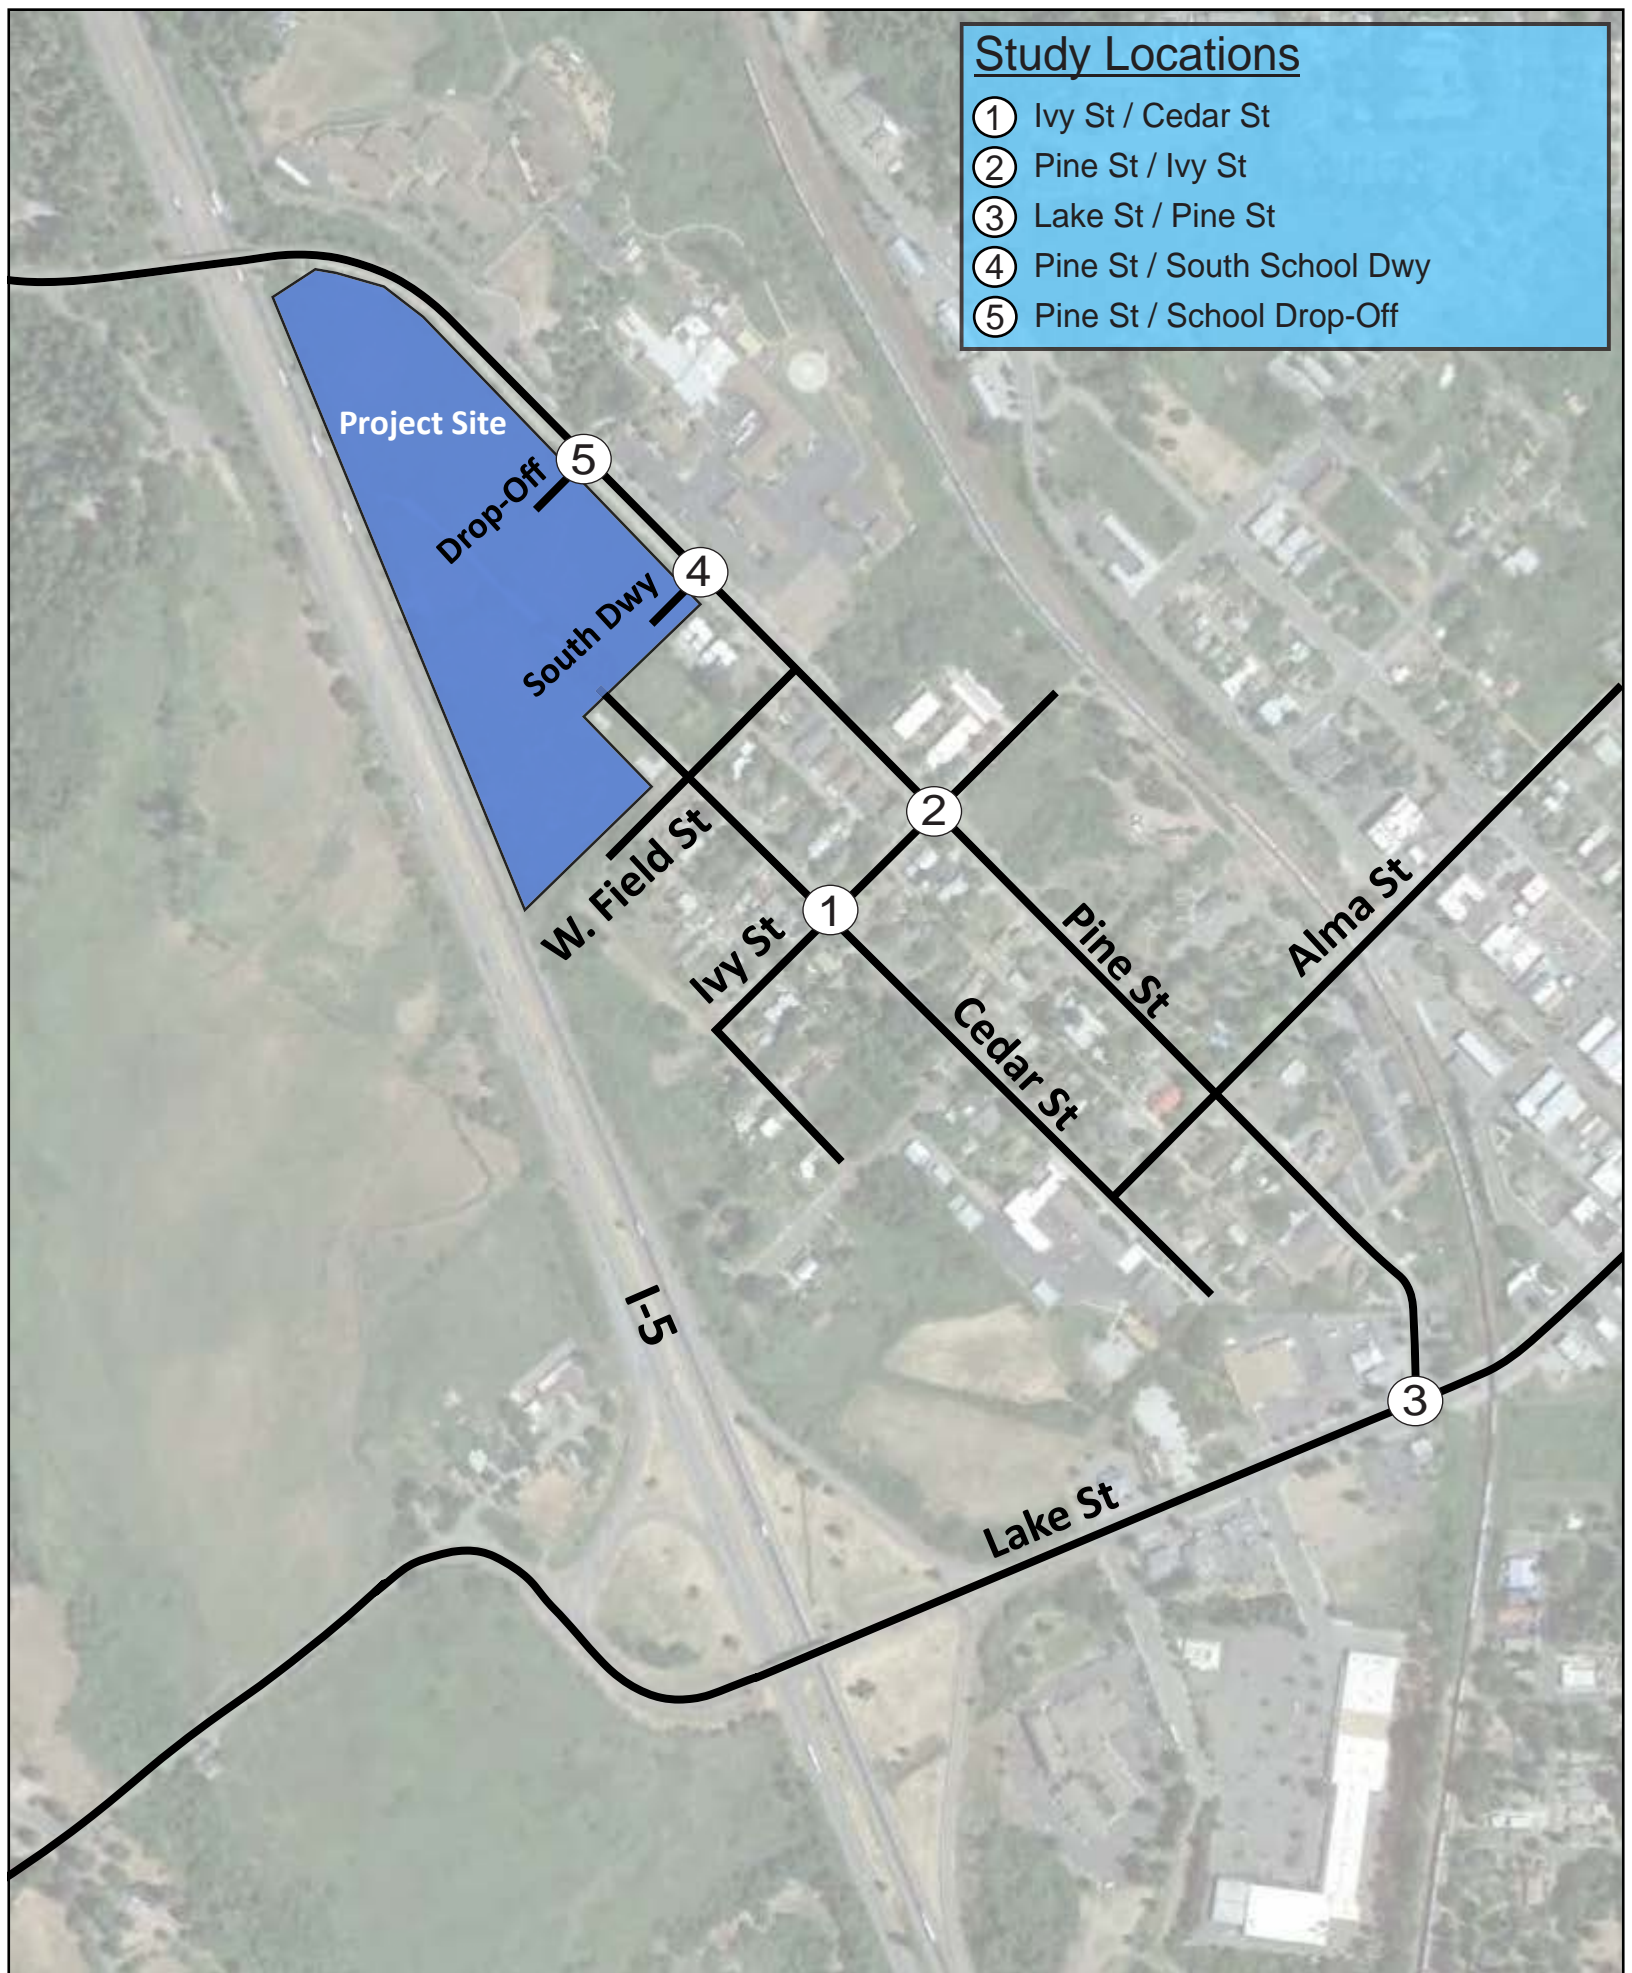 Study Locations
1 Ivy St / Cedar St
2 Pine St / Ivy St
3 Lake St / Pine St
4 Pine St / South School Dwy
5 Pine St / School Drop-Off
Project Site
5
Drop-Off
4
South Dwy
2
W. Field St
1
Ivy St
Pine St
Alma St
Cedar St
I-5
3
Lake St